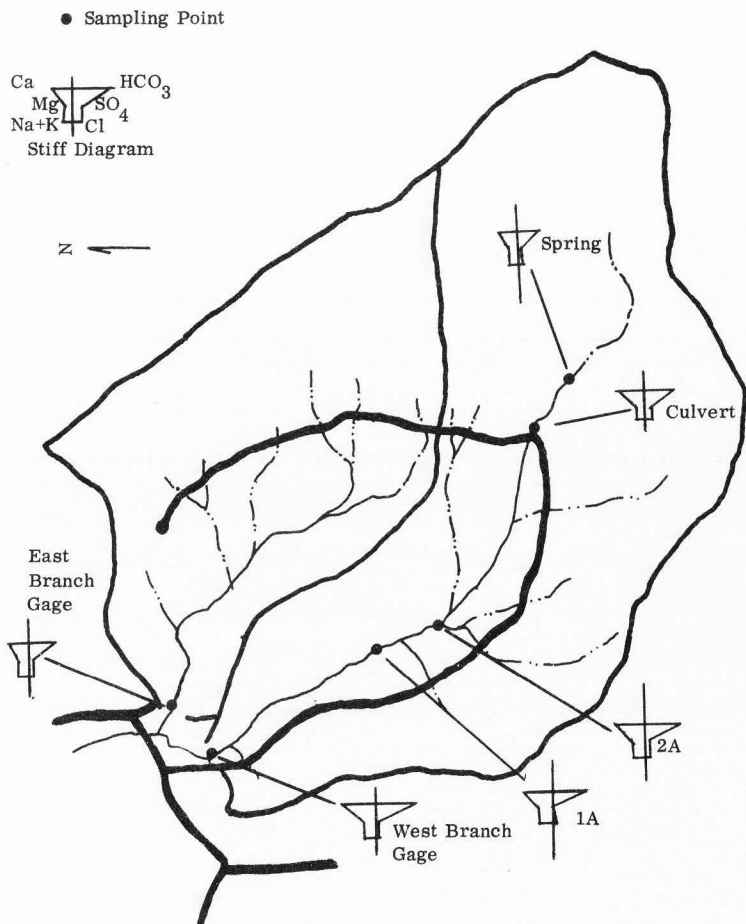 Sampling Point
Ca HCO3
Mg SO4
Na+K Cl
Stiff Diagram
N
Spring
Culvert
East
Branch
Gage
2A
1A
West Branch
Gage